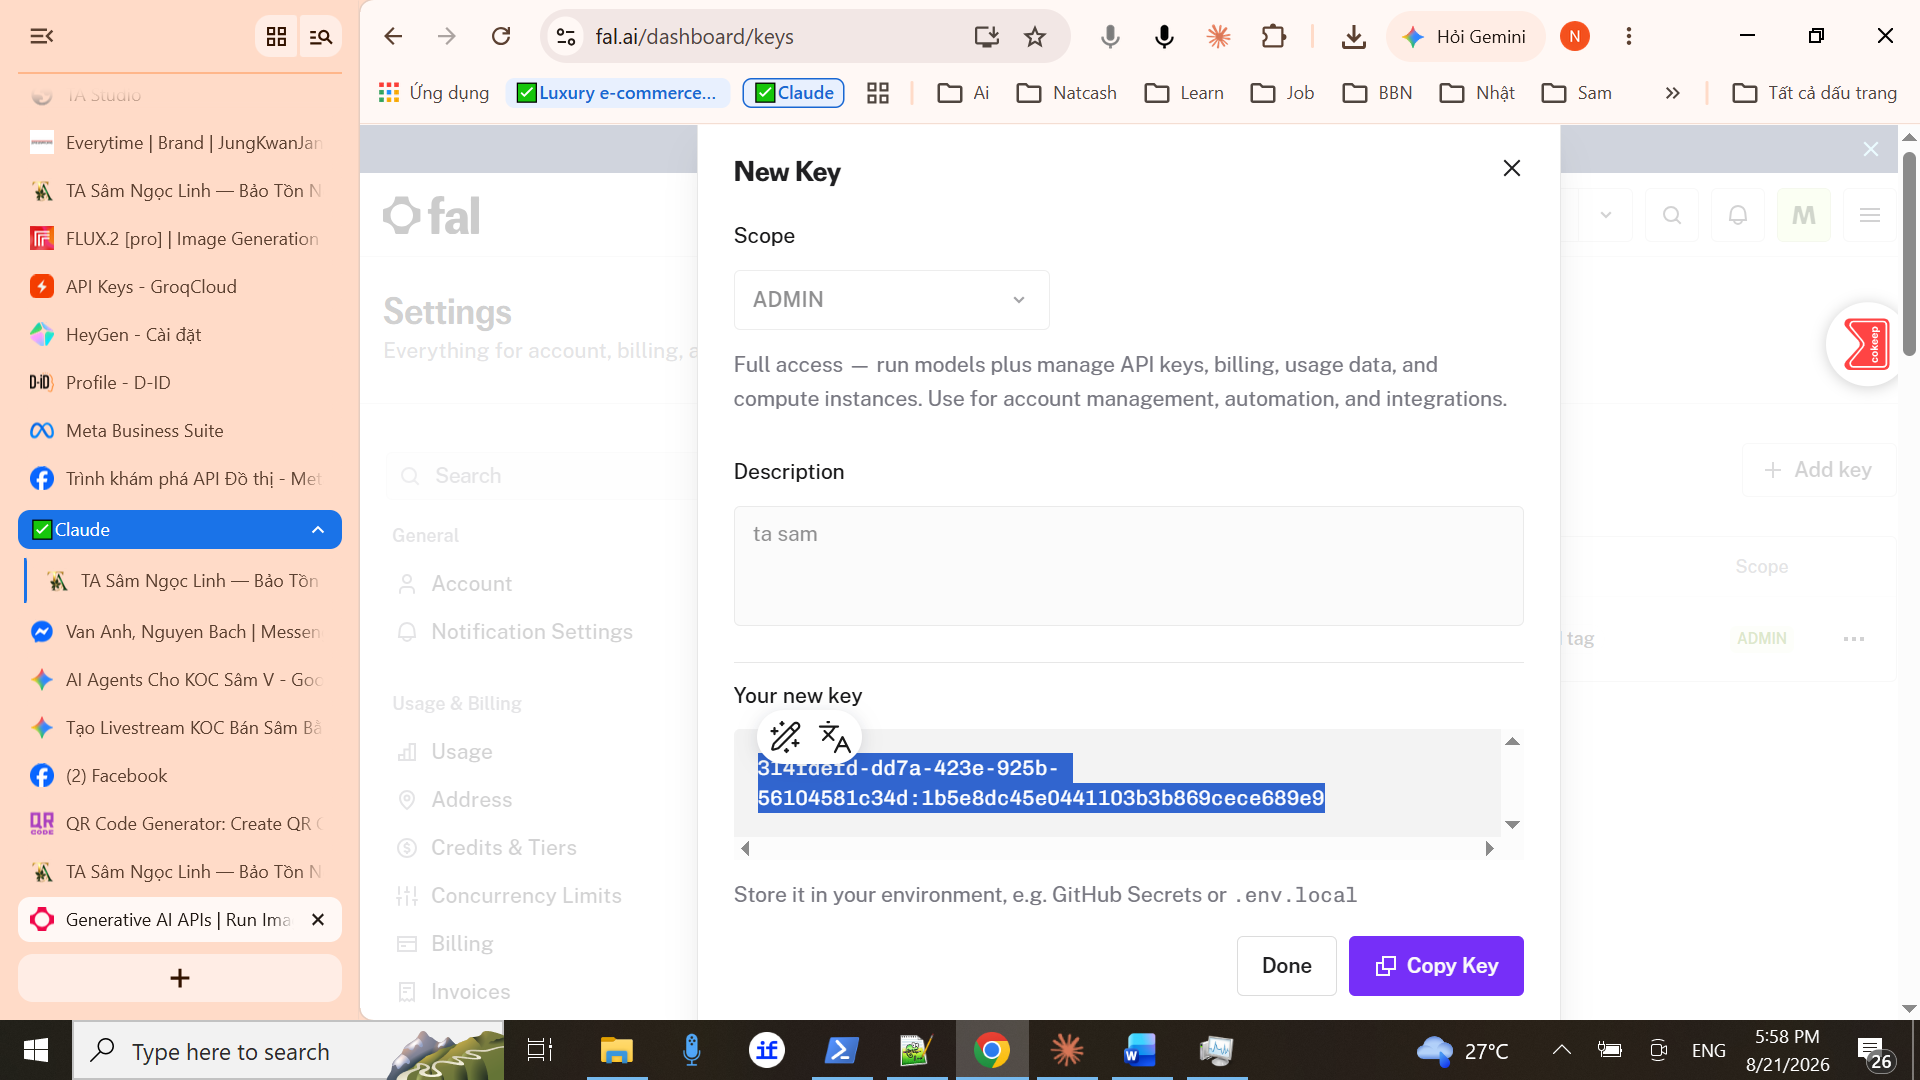 fal.ai/dashboard/keys
Hỏi Gemini
N
Ứng dụng
Luxury e-commerce...
Claude
Ai
Natcash
Learn
Job
BBN
Nhật
Sam
Tất cả dấu trang
TA Studio
Everytime | Brand | JungKwanJan
TA Sâm Ngọc Linh — Bảo Tồn N
FLUX.2 [pro] | Image Generation
API Keys - GroqCloud
HeyGen - Cài đặt
Profile - D-ID
Meta Business Suite
Trình khám phá API Đồ thị - Met
Claude
TA Sâm Ngọc Linh — Bảo Tồn
Van Anh, Nguyen Bach | Messen
AI Agents Cho KOC Sâm V - Goo
Tạo Livestream KOC Bán Sâm Bằ
(2) Facebook
QR Code Generator: Create QR C
TA Sâm Ngọc Linh — Bảo Tồn N
Generative AI APIs | Run Ima
fal
M
Settings
Everything for account, billing, a
Search
General
Account
Notification Settings
Usage & Billing
Usage
Address
Credits & Tiers
Concurrency Limits
Billing
Invoices
New Key
Scope
ADMIN
Full access — run models plus manage API keys, billing, usage data, and
compute instances. Use for account management, automation, and integrations.
Description
ta sam
Your new key
314fdefd-dd7a-423e-925b-
56104581c34d:1b5e8dc45e0441103b3b869cece689e9
Store it in your environment, e.g. GitHub Secrets or .env.local
Done
Copy Key
Add key
Scope
tag
ADMIN
cokeep
Type here to search
27°C
ENG
5:58 PM
8/21/2026
26